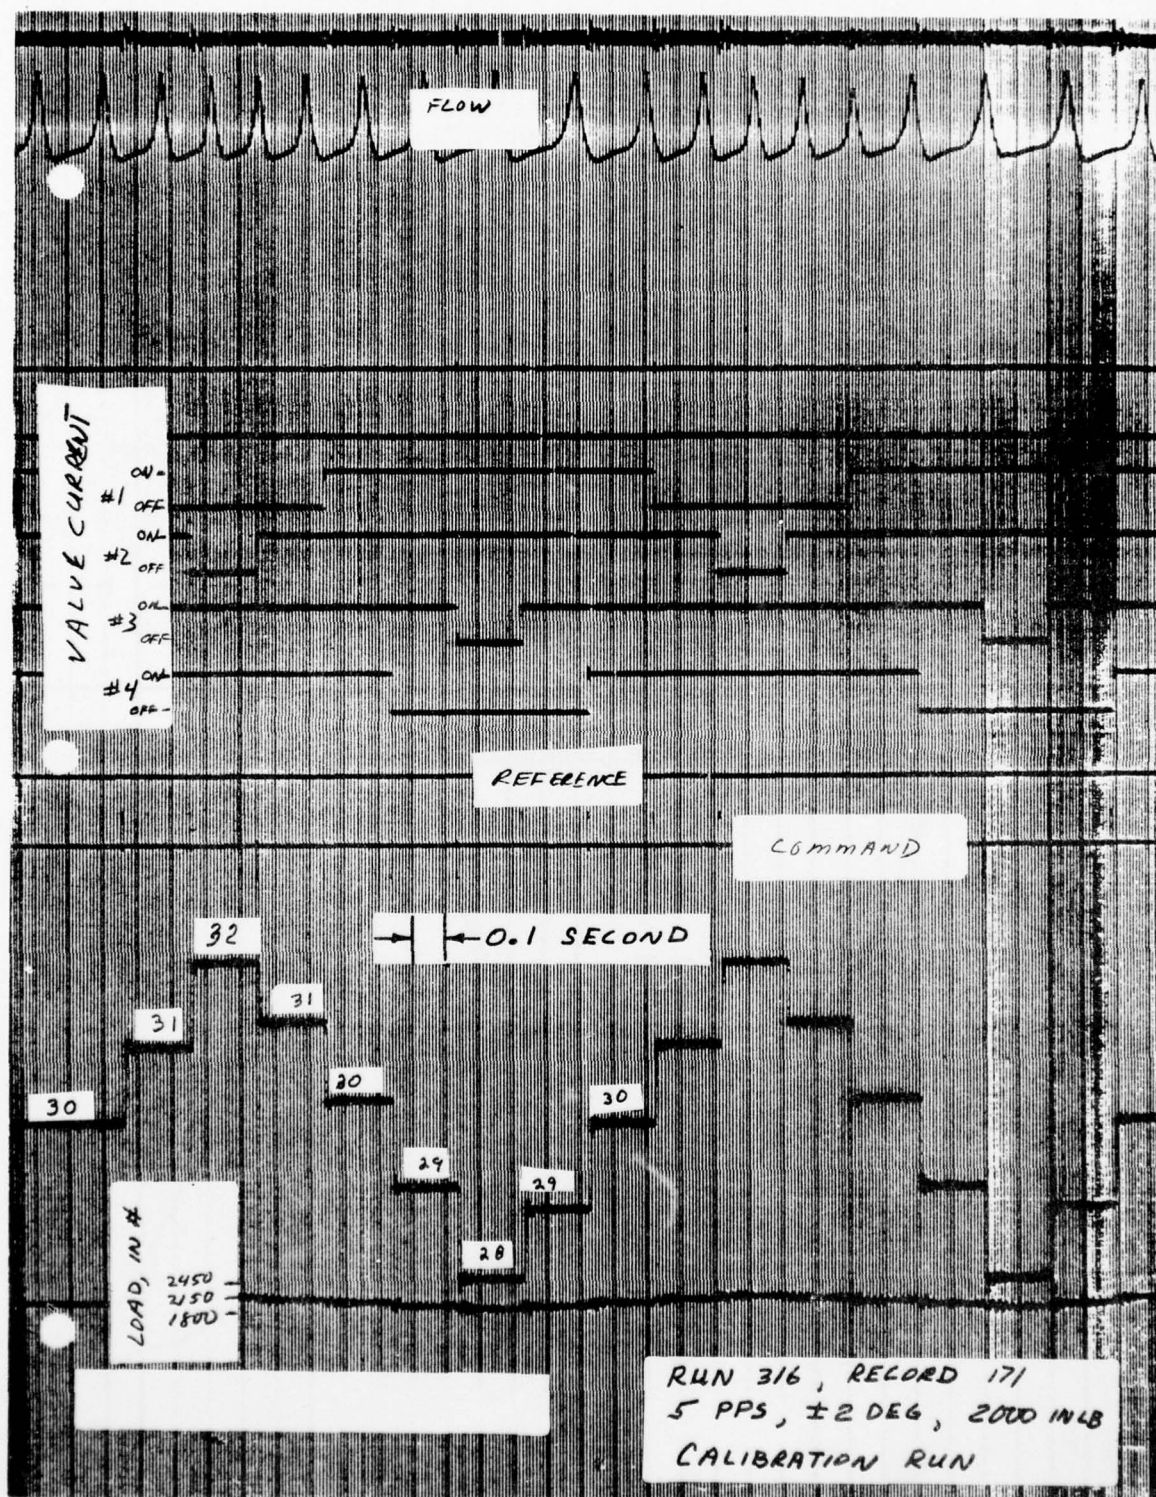 FLOW
VALVE CURRENT
#1
ON
OFF
#2
ON
OFF
#3
ON
OFF
#4
ON
OFF
REFERENCE
COMMAND
0.1 SECOND
32
31
31
30
30
30
29
29
28
LOAD, IN #
2450
2150
1800
RUN 316, RECORD 171
5 PPS, ±2 DEG, 2000 INLB
CALIBRATION RUN